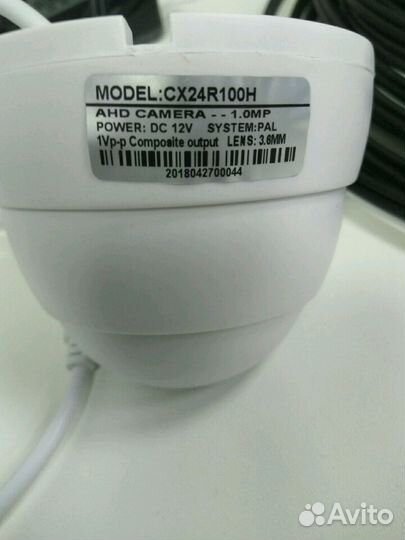 MODEL:CX24R100H
AHD CAMERA - - 1.0MP
POWER: DC 12V SYSTEM:PAL
1Vp-p Composite output LENS: 3.6MM
2018042700044
Avito